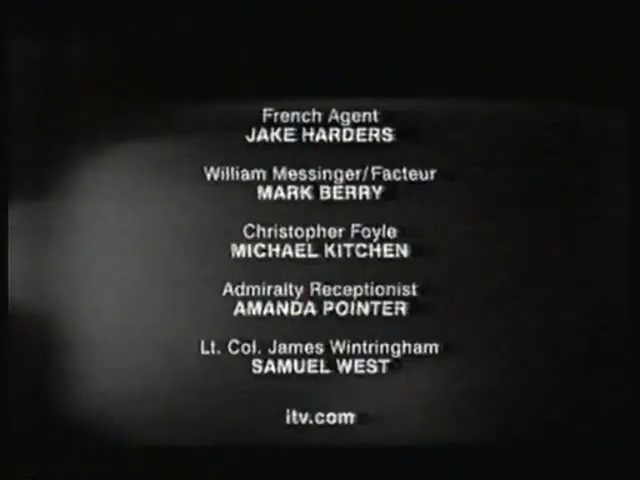 French Agent
JAKE HARDERS
William Messinger/Facteur
MARK BERRY
Christopher Foyle
MICHAEL KITCHEN
Admiralty Receptionist
AMANDA POINTER
Lt. Col. James Wintringham
SAMUEL WEST
itv.com